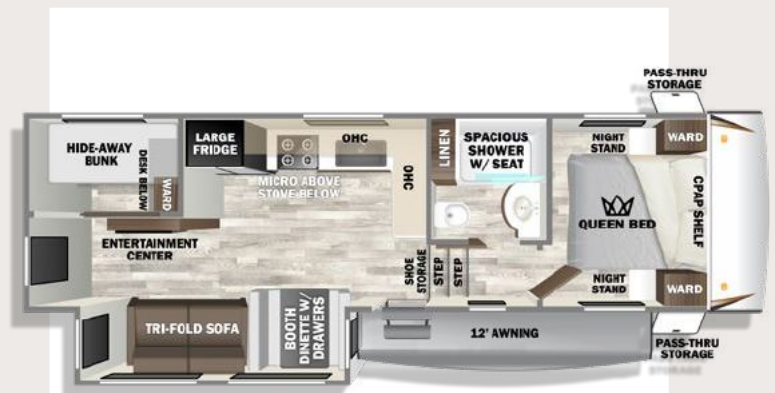 PASS-THRU
STORAGE
HIDE-AWAY
BUNK
DESK BELOW
WARD
LARGE
FRIDGE
OHC
MICRO ABOVE
STOVE BELOW
OHC
LINEN
SPACIOUS
SHOWER
W/ SEAT
NIGHT
STAND
WARD
QUEEN BED
CPAP SHELF
ENTERTAINMENT
CENTER
SHOE
STORAGE
STEP
STEP
NIGHT
STAND
WARD
TRI-FOLD SOFA
BOOTH
DINETTE W/
DRAWERS
12' AWNING
PASS-THRU
STORAGE